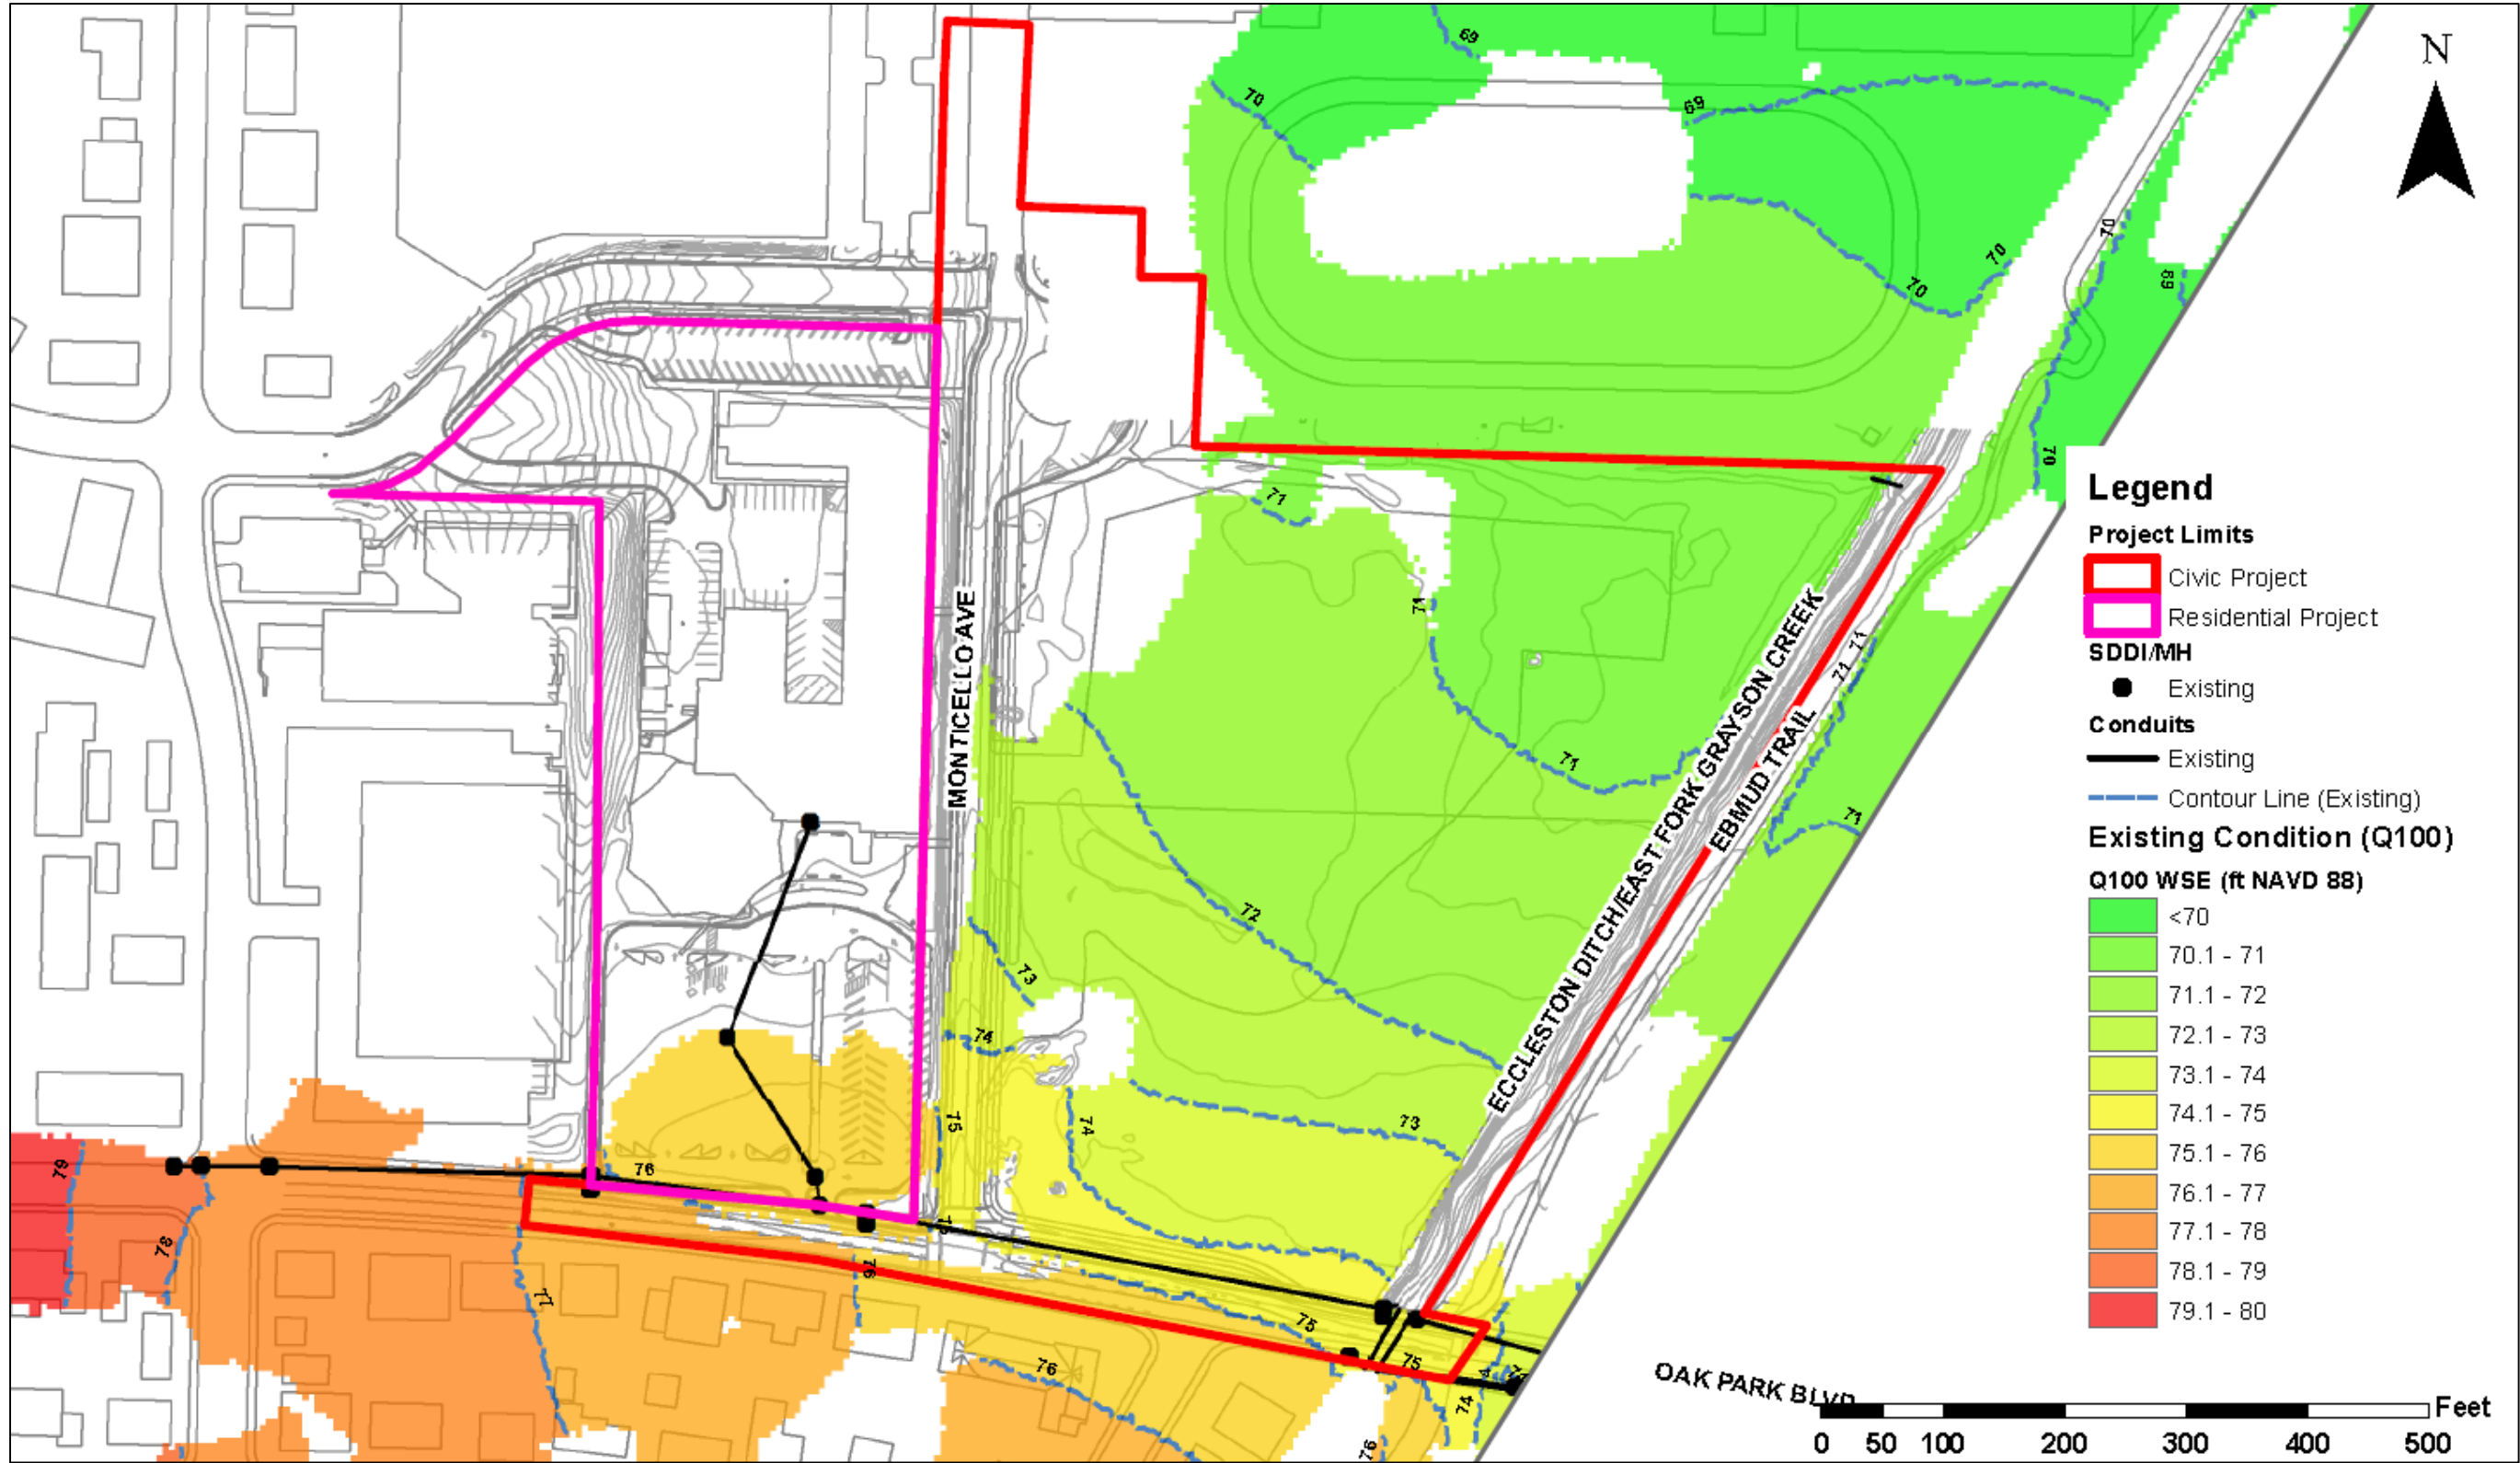 N
69
70
69
70
70
70
69
70
71
71
71
71
71
71
72
73
74
74
73
75
76
76
75
75
76
77
78
79
74
76
MONTICELLO AVE
ECCLESTON DITCH/EAST FORK GRAYSON CREEK
EBMUD TRAIL
OAK PARK BLVD
Legend
Project Limits
Civic Project
Residential Project
SDDI/MH
Existing
Conduits
Existing
Contour Line (Existing)
Existing Condition (Q100)
Q100 WSE (ft NAVD 88)
<70
70.1 - 71
71.1 - 72
72.1 - 73
73.1 - 74
74.1 - 75
75.1 - 76
76.1 - 77
77.1 - 78
78.1 - 79
79.1 - 80
Feet
0 50 100 200 300 400 500